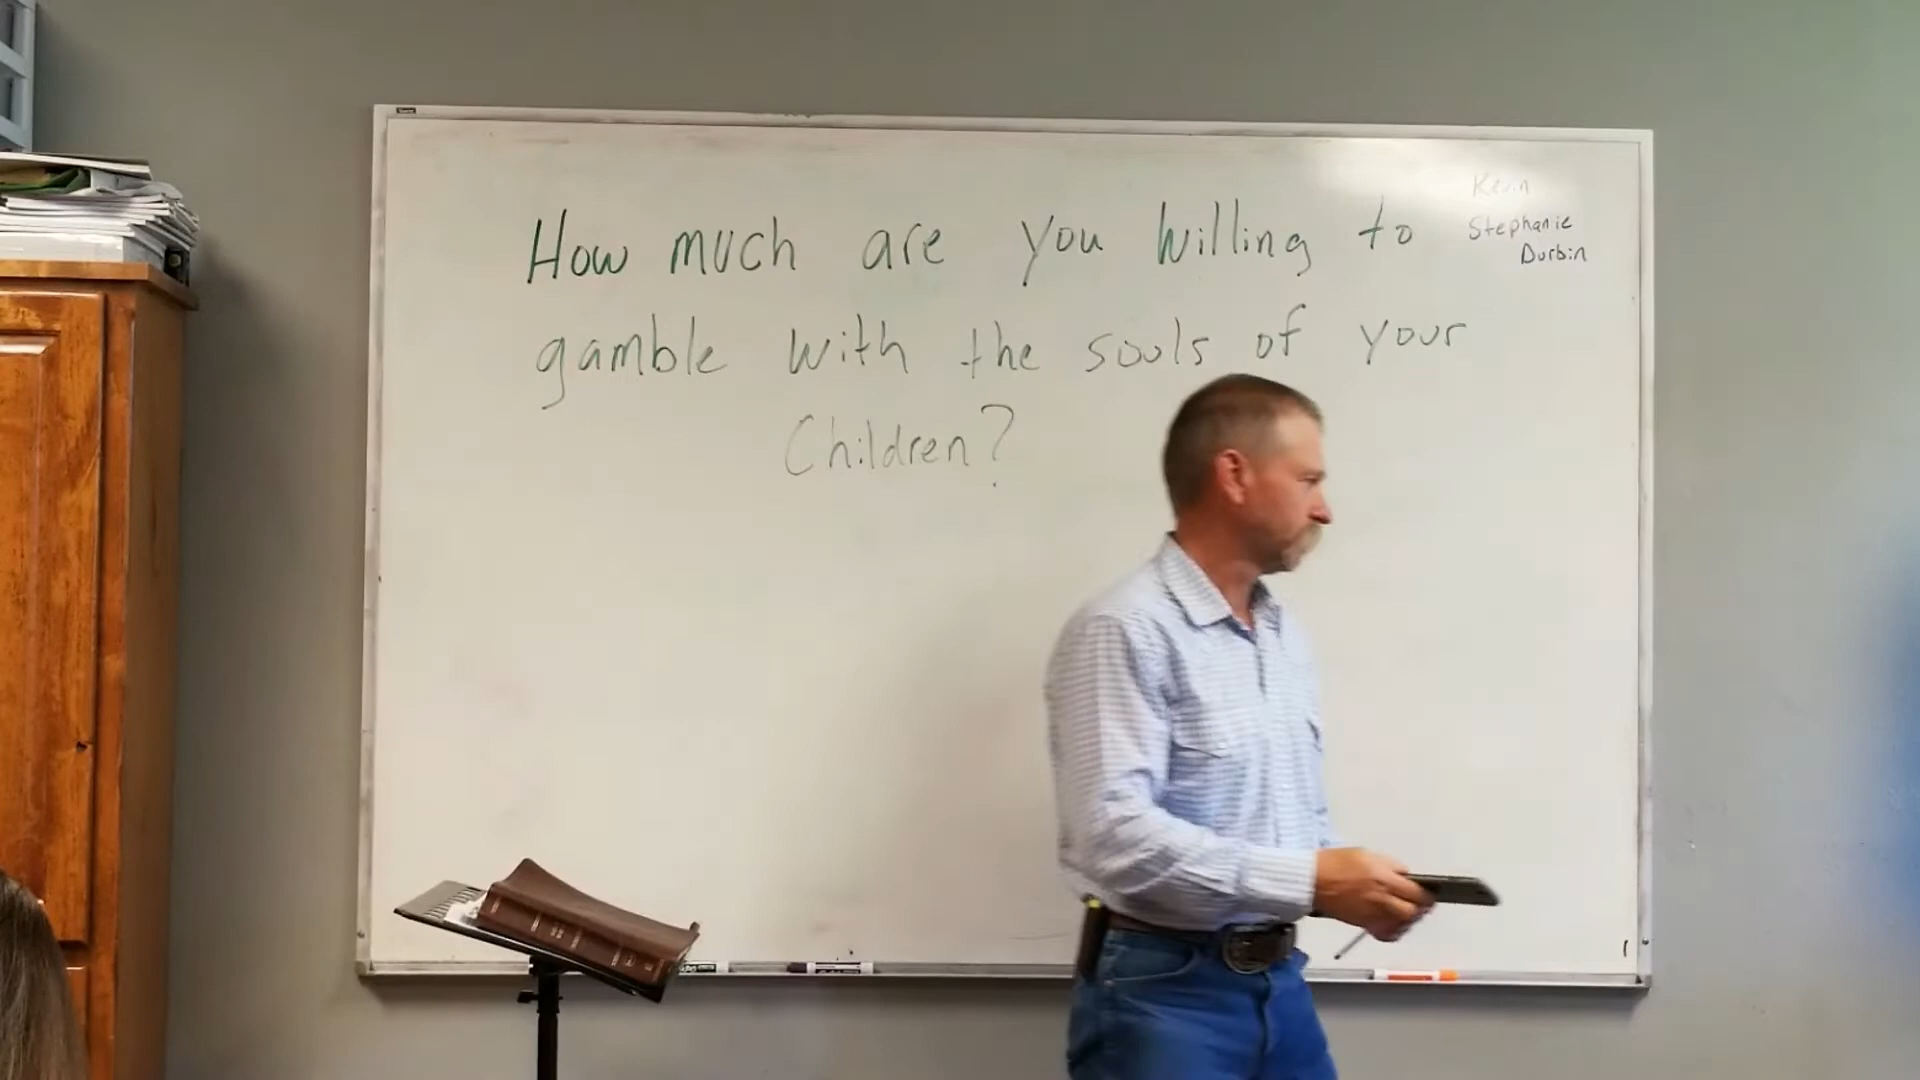 How much are you willing to
gamble with the souls of your
Children?
Kevin
Stephanie
Durbin